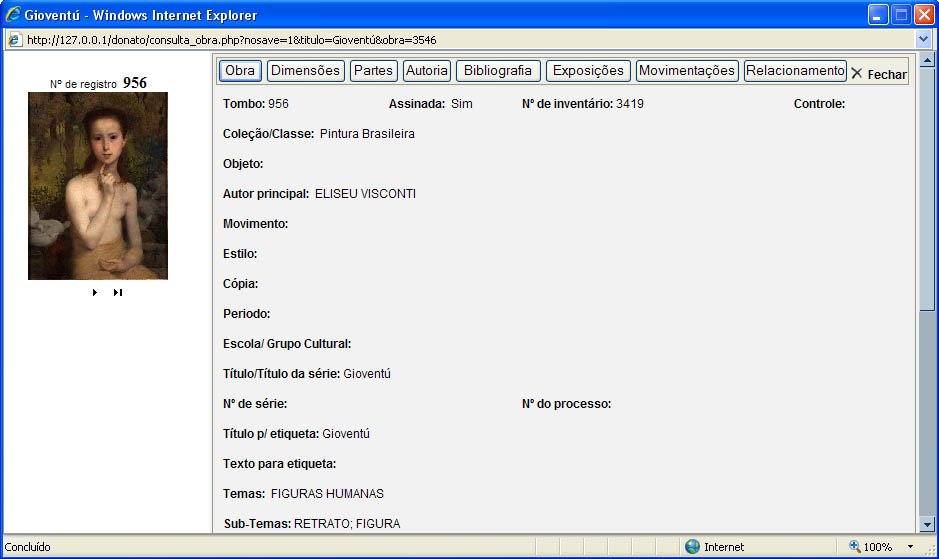 Gioventú - Windows Internet Explorer
http://127.0.0.1/donato/consulta_obra.php?nosave=1&titulo=Gioventú&obra=3546
Nº de registro 956
Obra Dimensões Partes Autoria Bibliografia Exposições Movimentações Relacionamento Fechar
Tombo: 956 Assinada: Sim Nº de inventário: 3419 Controle:
Coleção/Classe: Pintura Brasileira
Objeto:
Autor principal: ELISEU VISCONTI
Movimento:
Estilo:
Cópia:
Periodo:
Escola/ Grupo Cultural:
Título/Título da série: Gioventú
Nº de série: Nº do processo:
Título p/ etiqueta: Gioventú
Texto para etiqueta:
Temas: FIGURAS HUMANAS
Sub-Temas: RETRATO; FIGURA
Concluído Internet 100%